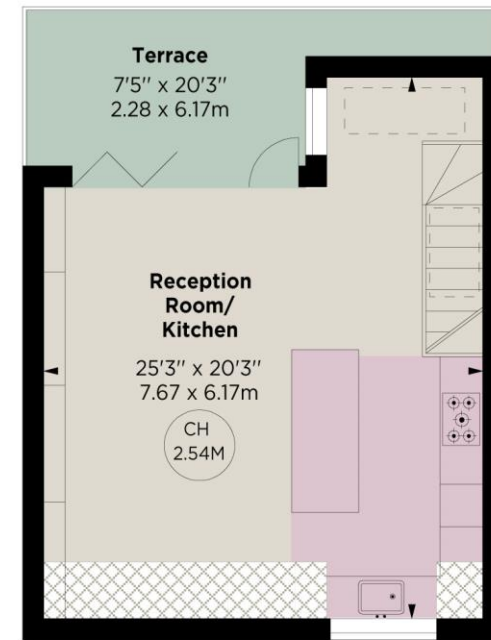 Terrace
7'5'' x 20'3''
2.28 x 6.17m
Reception
Room/
Kitchen
25'3'' x 20'3''
7.67 x 6.17m
CH
2.54M